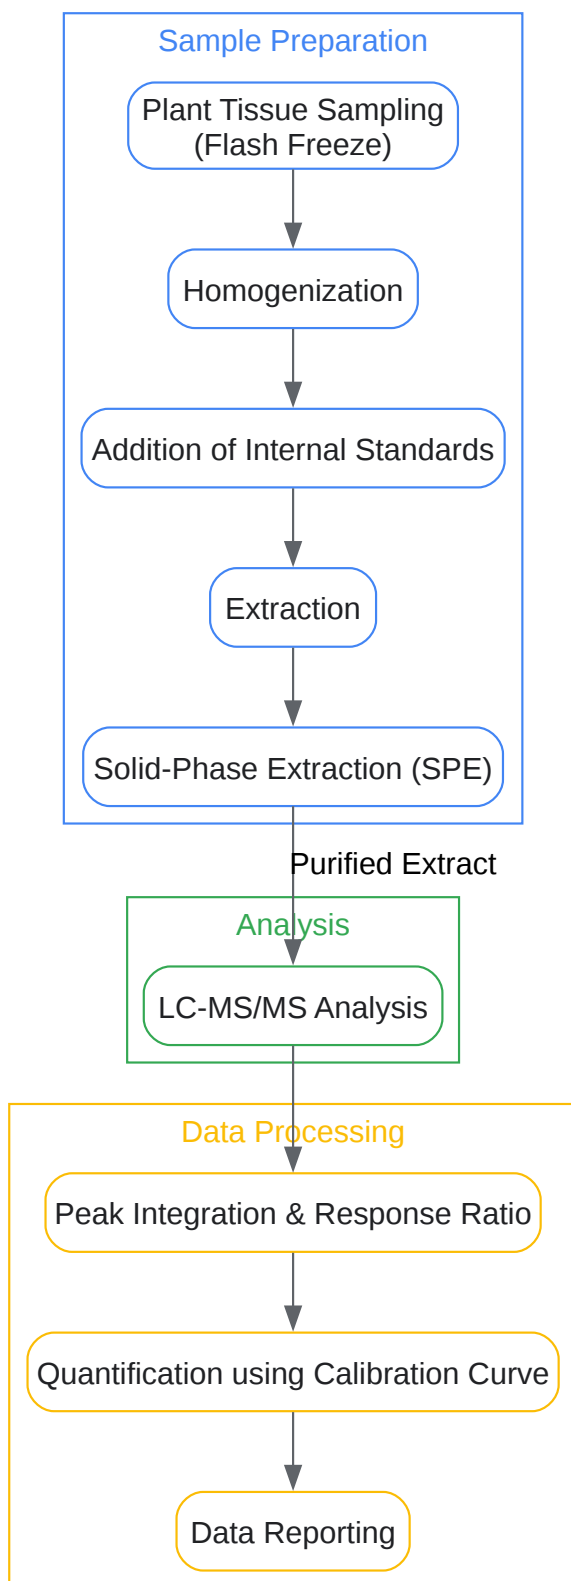 Sample Preparation
Plant Tissue Sampling
(Flash Freeze)
Homogenization
Addition of Internal Standards
Extraction
Solid-Phase Extraction (SPE)
Purified Extract
Analysis
LC-MS/MS Analysis
Data Processing
Peak Integration & Response Ratio
Quantification using Calibration Curve
Data Reporting